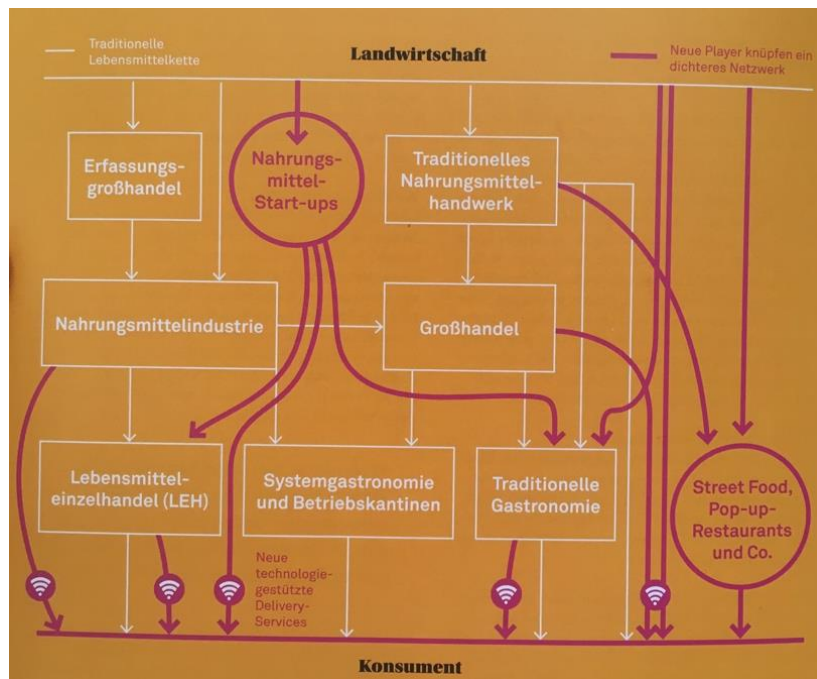 Traditionelle
Lebensmittelkette
Landwirtschaft
Neue Player knüpfen ein
dichteres Netzwerk
Erfassungs-
großhandel
Nahrungs-
mittel-
Start-ups
Traditionelles
Nahrungsmittel-
handwerk
Nahrungsmittelindustrie
Großhandel
Lebensmittel-
einzelhandel (LEH)
Systemgastronomie
und Betriebskantinen
Traditionelle
Gastronomie
Street Food,
Pop-up-
Restaurants
und Co.
Neue
technologie-
gestützte
Delivery-
Services
Konsument